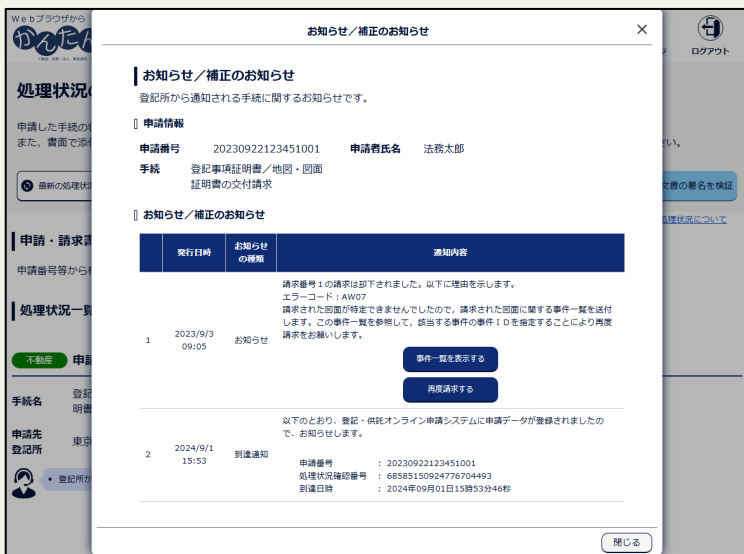 お知らせ／補正のお知らせ
×
Ｗｅｂブラウザから
かんたん
ログアウト
お知らせ／補正のお知らせ
登記所から通知される手続に関するお知らせです。
処理状況の
申請情報
申請した手続の
また、書面で添
さい。
申請番号 20230922123451001 申請者氏名 法務太郎
手続 登記事項証明書／地図・図面
証明書の交付請求
最新の処理状況
文書の署名を検証
お知らせ／補正のお知らせ
処理状況について
申請・請求書
申請番号等から
発行日時 お知らせの種類 通知内容
1 2023/9/3 09:05 お知らせ
請求番号１の請求は却下されました。以下に理由を示します。
エラーコード：AW07
請求された図面が特定できませんでしたので，請求された図面に関する事件一覧を送付
します。この事件一覧を参照して，該当する事件の事件ＩＤを指定することにより再度
請求をお願いします。
処理状況一覧
事件一覧を表示する
再度請求する
不動産 申請
手続名 登記
明書
2 2024/9/1 15:53 到達通知
以下のとおり、登記・供託オンライン申請システムに申請データが登録されましたの
で、お知らせします。
申請番号 ：20230922123451001
処理状況確認番号 ：68585150924776704493
到達日時 ：2024年09月01日15時53分46秒
申請先
登記所 東京
・登記所が
閉じる